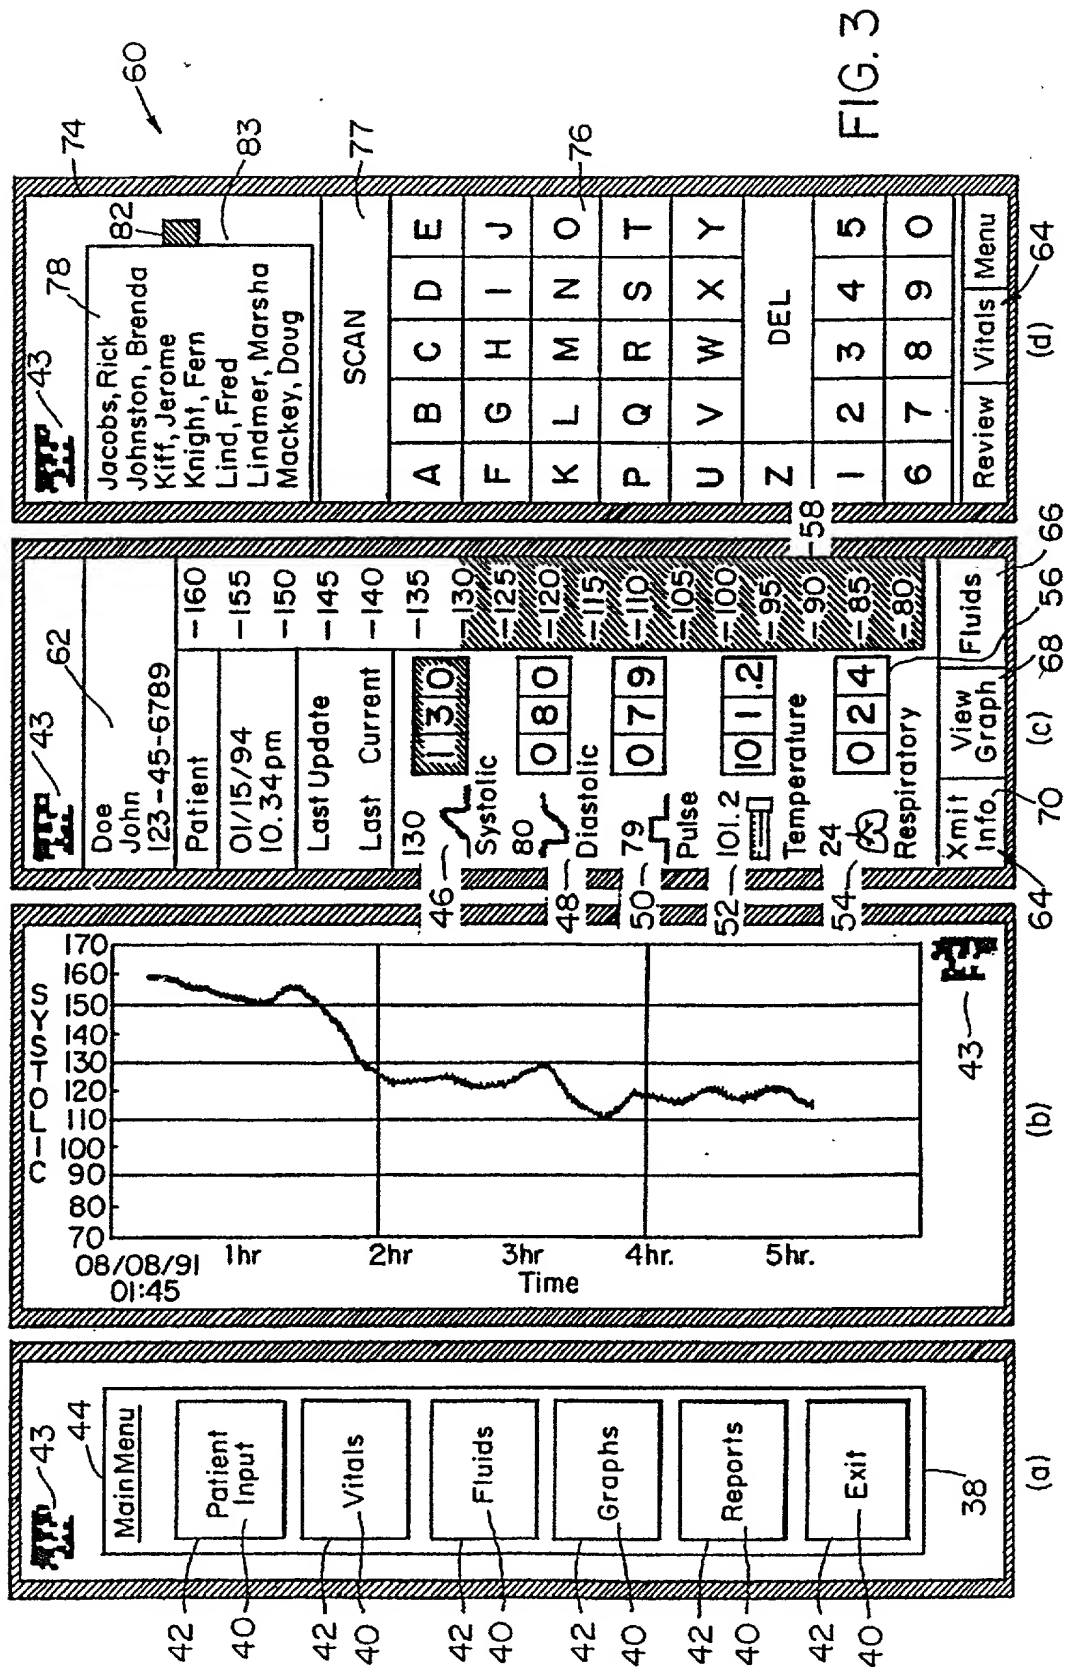 60
74
43
78
82
83
Jacobs, Rick
Johnston, Brenda
Kiff, Jerome
Knight, Fern
Lind, Fred
Lindmer, Marsha
Mackey, Doug
SCAN
77
A B C D E
F G H I J
K L M N O
76
P Q R S T
U V W X Y
Z DEL
1 2 3 4 5
6 7 8 9 0
Review Vitals Menu
64
(d)
FIG. 3
43
62
Doe
John
123-45-6789
Patient
01/15/94
10.34pm
Last Update
Last Current
46
130
130
Systolic
48
80
080
Diastolic
50
79
079
Pulse
52
101.2
101.2
Temperature
54
24
024
Respiratory
-160
-155
-150
-145
-140
-135
-130
-125
-120
-115
-110
-105
-100
-95
-90
-85
-80
58
Xmit
Info.
View
Graph
Fluids
64
70
68
56
66
(c)
SYSTOLIC
170
160
150
140
130
120
110
100
90
80
70
08/08/91
01:45
1hr 2hr 3hr 4hr. 5hr.
Time
43
(b)
43
44
Main Menu
Patient
Input
42
40
Vitals
42
40
Fluids
42
40
Graphs
42
40
Reports
42
40
Exit
42
40
38
(a)